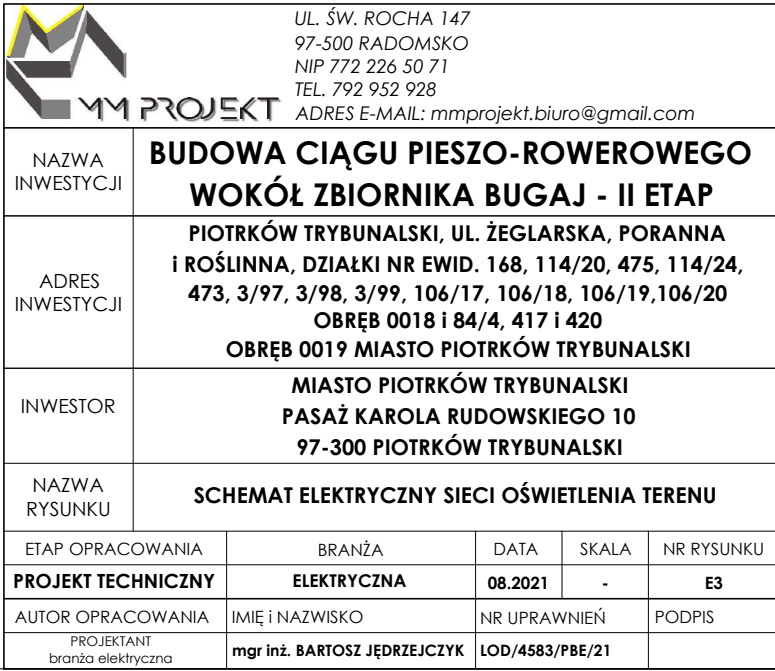 UL. ŚW. ROCHA 147
97-500 RADOMSKO
NIP 772 226 50 71
TEL. 792 952 928
MM PROJEKT
ADRES E-MAIL: mmprojekt.biuro@gmail.com
NAZWA INWESTYCJI
BUDOWA CIĄGU PIESZO-ROWEROWEGO
WOKÓŁ ZBIORNIKA BUGAJ - II ETAP
ADRES INWESTYCJI
PIOTRKÓW TRYBUNALSKI, UL. ŻEGLARSKA, PORANNA
i ROŚLINNA, DZIAŁKI NR EWID. 168, 114/20, 475, 114/24,
473, 3/97, 3/98, 3/99, 106/17, 106/18, 106/19,106/20
OBRĘB 0018 i 84/4, 417 i 420
OBRĘB 0019 MIASTO PIOTRKÓW TRYBUNALSKI
INWESTOR
MIASTO PIOTRKÓW TRYBUNALSKI
PASAŻ KAROLA RUDOWSKIEGO 10
97-300 PIOTRKÓW TRYBUNALSKI
NAZWA RYSUNKU
SCHEMAT ELEKTRYCZNY SIECI OŚWIETLENIA TERENU
ETAP OPRACOWANIA BRANŻA DATA SKALA NR RYSUNKU
PROJEKT TECHNICZNY ELEKTRYCZNA 08.2021 - E3
AUTOR OPRACOWANIA IMIĘ i NAZWISKO NR UPRAWNIEŃ PODPIS
PROJEKTANT
branża elektryczna
mgr inż. BARTOSZ JĘDRZEJCZYK LOD/4583/PBE/21